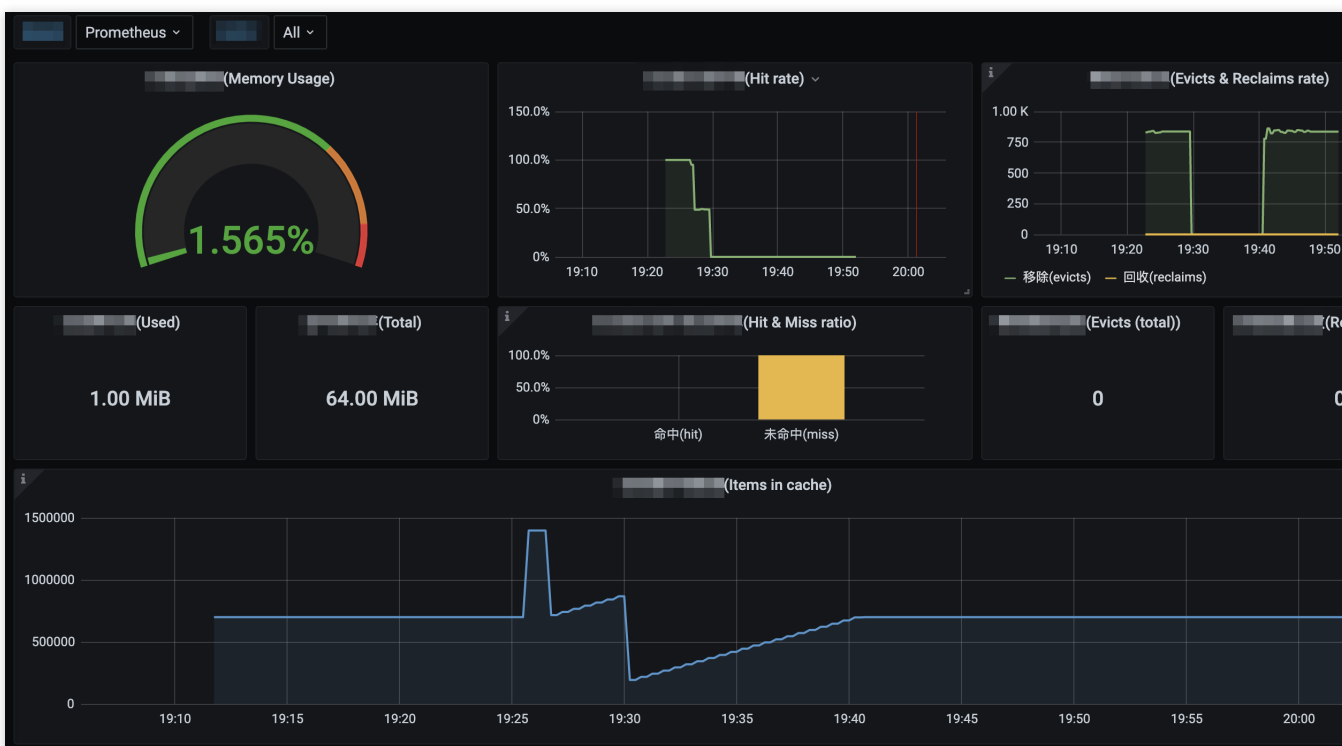 Prometheus
All
(Memory Usage)
1.565%
(Hit rate)
150.0%
100.0%
50.0%
0%
19:10 19:20 19:30 19:40 19:50 20:00
(Evicts & Reclaims rate)
1.00 K
750
500
250
0
19:10 19:20 19:30 19:40 19:50
移除(evicts) 回收(reclaims)
(Used)
1.00 MiB
(Total)
64.00 MiB
(Hit & Miss ratio)
100.0%
50.0%
0%
命中(hit) 未命中(miss)
(Evicts (total))
0
(Items in cache)
1500000
1000000
500000
0
19:10 19:15 19:20 19:25 19:30 19:35 19:40 19:45 19:50 19:55 20:00